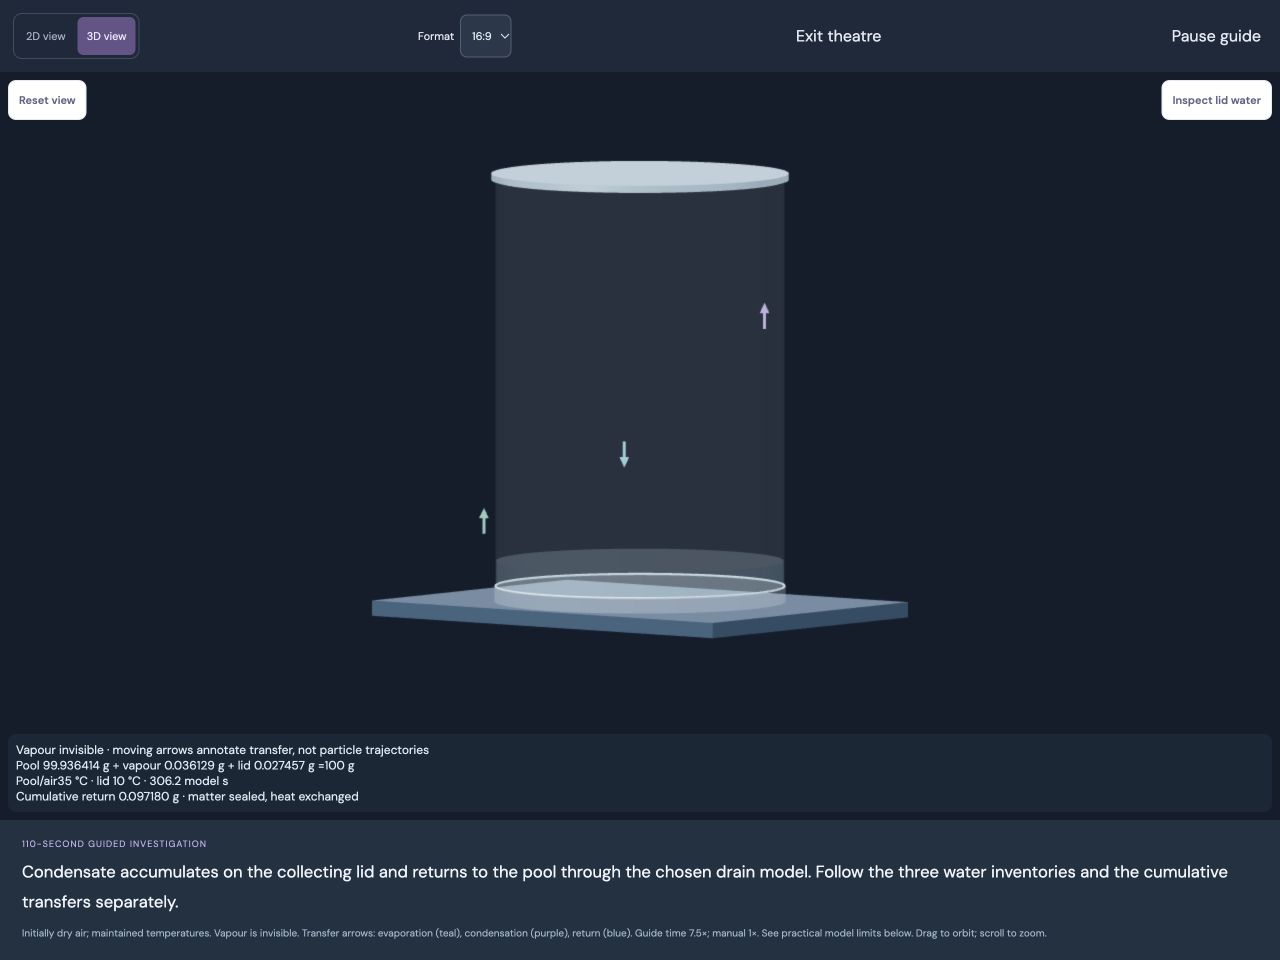 2D view
3D view
Format
16:9
Exit theatre
Pause guide
Reset view
Inspect lid water
Vapour invisible · moving arrows annotate transfer, not particle trajectories
Pool 99.936414 g + vapour 0.036129 g + lid 0.027457 g =100 g
Pool/air35 °C · lid 10 °C · 306.2 model s
Cumulative return 0.097180 g · matter sealed, heat exchanged
110-SECOND GUIDED INVESTIGATION
Condensate accumulates on the collecting lid and returns to the pool through the chosen drain model. Follow the three water inventories and the cumulative
transfers separately.
Initially dry air; maintained temperatures. Vapour is invisible. Transfer arrows: evaporation (teal), condensation (purple), return (blue). Guide time 7.5×; manual 1×. See practical model limits below. Drag to orbit; scroll to zoom.